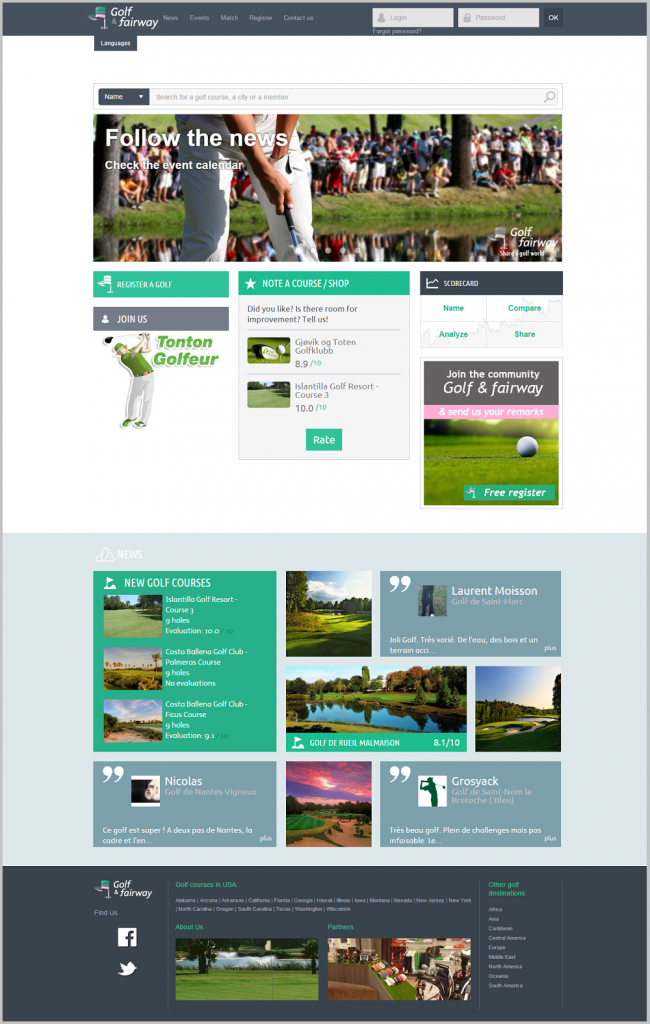 Golf
& fairway
News Events Match Register Contact us
Login
Password
OK
Forgot password?
Languages
Name
Search for a golf course, a city or a member
Follow the news
Check the event calendar
Golf
& fairway
Share a golf world
REGISTER A GOLF
JOIN US
Tonton
Golfeur
NOTE A COURSE / SHOP
Did you like? Is there room for
improvement? Tell us!
Gjøvik og Toten
Golfklubb
8.9 /10
Islantilla Golf Resort -
Course 3
10.0 /10
Rate
SCORECARD
Name Compare
Analyze Share
Join the community
Golf & fairway
& send us your remarks
Free register
NEWS
NEW GOLF COURSES
Islantilla Golf Resort -
Course 3
9 holes
Evaluation: 10.0 /10
Costa Ballena Golf Club -
Palmeras Course
9 holes
No evaluations
Costa Ballena Golf Club -
Ficus Course
9 holes
Evaluation: 9.1 /10
Laurent Moisson
Golf de Saint-Marc
Joli Golf. Très varié. De l'eau, des bois et un
terrain acci...
plus
GOLF DE RUEIL MALMAISON 8.1/10
Nicolas
Golf de Nantes Vigneux
Ce golf est super ! A deux pas de Nantes, la
cadre et l'en...
plus
Grosyack
Golf de Saint-Nom la
Breteche ( Bleu)
Très beau golf. Plein de challenges mais pas
infaisable. Le...
plus
Golf
& fairway
Find Us
Golf courses in USA:
Alabama | Arizona | Arkansas | California | Florida | Georgia | Hawaii | Illinois | Iowa | Montana | Nevada | New Jersey | New York
| North Carolina | Oregon | South Carolina | Texas | Washington | Wisconsin
About Us
Partners
Other golf
destinations:
Africa
Asia
Caribbean
Central America
Europe
Middle East
North America
Oceania
South America